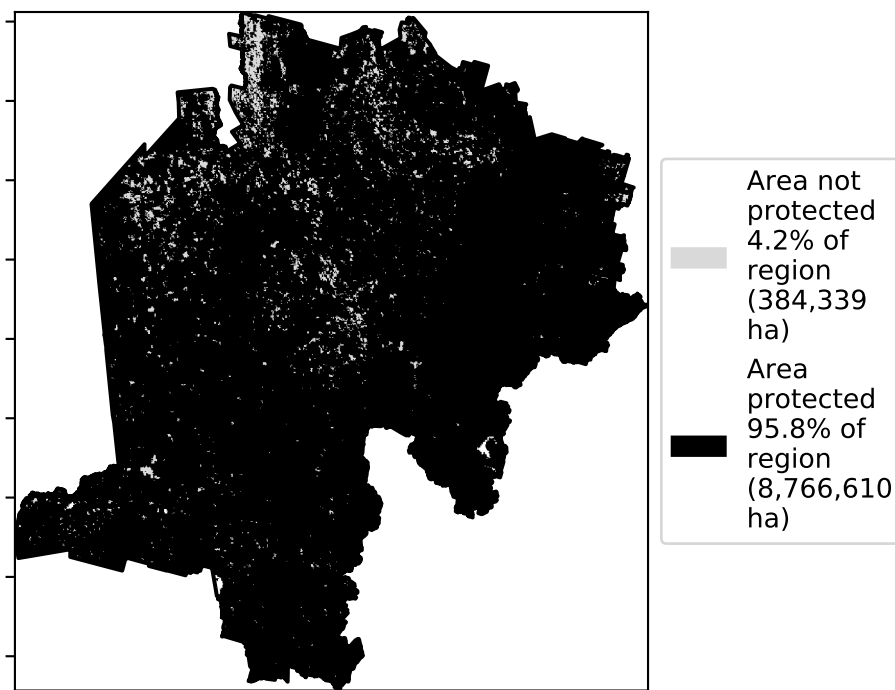 Area not
protected
4.2% of
region
(384,339
ha)
Area
protected
95.8% of
region
(8,766,610
ha)